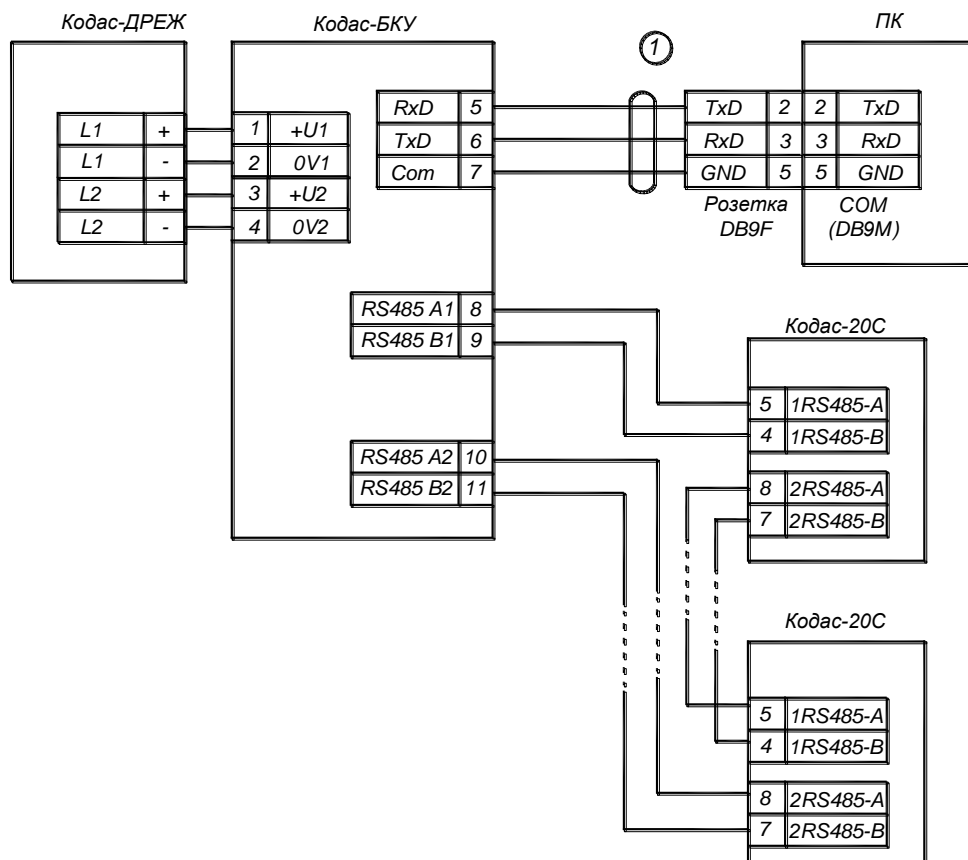 Кодас-ДРЕЖ
Кодас-БКУ
1
ПК
L1 +
L1 -
L2 +
L2 -
1 +U1
2 0V1
3 +U2
4 0V2
RxD 5
TxD 6
Com 7
TxD 2
RxD 3
GND 5
2 TxD
3 RxD
5 GND
Розетка
DB9F
COM
(DB9M)
RS485 A1 8
RS485 B1 9
RS485 A2 10
RS485 B2 11
Кодас-20С
5 1RS485-A
4 1RS485-B
8 2RS485-A
7 2RS485-B
Кодас-20С
5 1RS485-A
4 1RS485-B
8 2RS485-A
7 2RS485-B